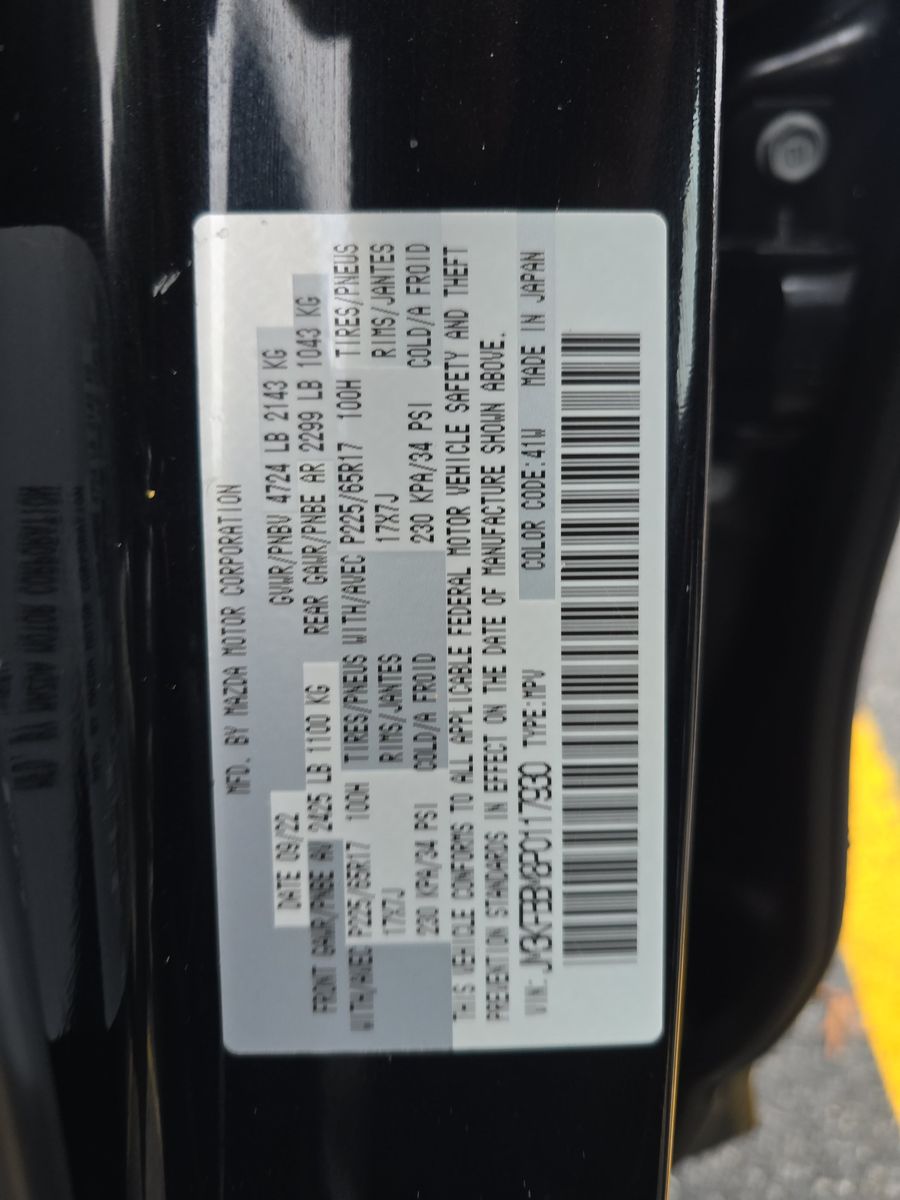 MFD. BY MAZDA MOTOR CORPORATION
DATE 09/22 GVWR/PNBV 4724 LB 2143 KG
FRONT GAWR/PNBE AV 2425 LB 1100 KG REAR GAWR/PNBE AR 2299 LB 1043 KG
WITH/AVEC P225/65R17 100H TIRES/PNEUS WITH/AVEC P225/65R17 100H TIRES/PNEUS
17X7J RIMS/JANTES 17X7J RIMS/JANTES
230 KPA/34 PSI COLD/A FROID 230 KPA/34 PSI COLD/A FROID
THIS VEHICLE CONFORMS TO ALL APPLICABLE FEDERAL MOTOR VEHICLE SAFETY AND THEFT
PREVENTION STANDARDS IN EFFECT ON THE DATE OF MANUFACTURE SHOWN ABOVE.
VIN: JM3KFBBM8P0117930 TYPE:MPV COLOR CODE:41W MADE IN JAPAN